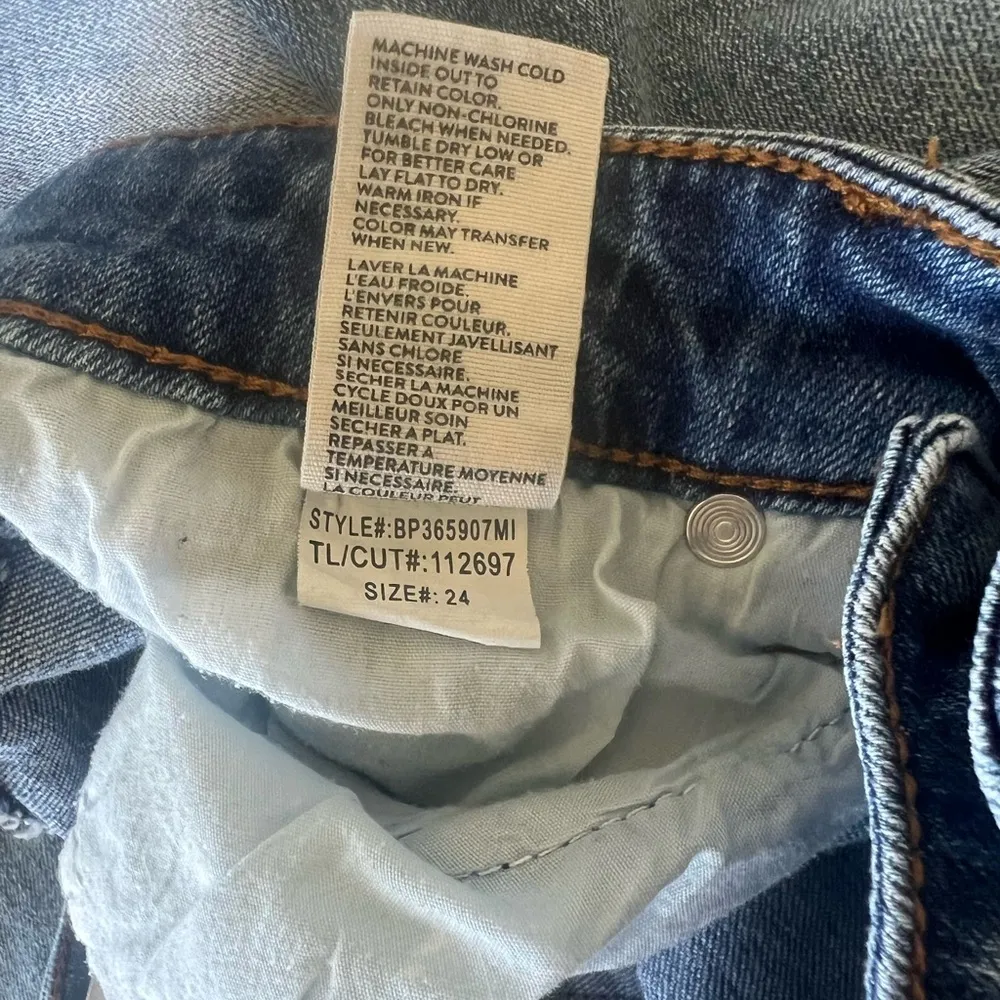 MACHINE WASH COLD
INSIDE OUT TO
RETAIN COLOR.
ONLY NON-CHLORINE
BLEACH WHEN NEEDED.
TUMBLE DRY LOW OR
FOR BETTER CARE
LAY FLAT TO DRY.
WARM IRON IF
NECESSARY.
COLOR MAY TRANSFER
WHEN NEW.
LAVER LA MACHINE
L'EAU FROIDE.
L'ENVERS POUR
RETENIR COULEUR.
SEULEMENT JAVELLISANT
SANS CHLORE
SI NECESSAIRE.
SECHER LA MACHINE
CYCLE DOUX POR UN
MEILLEUR SOIN
SECHER A PLAT.
REPASSER A
TEMPERATURE MOYENNE
SI NECESSAIRE.
LA COULEUR PEUT
STYLE#:BP365907MI
TL/CUT#:112697
SIZE#: 24